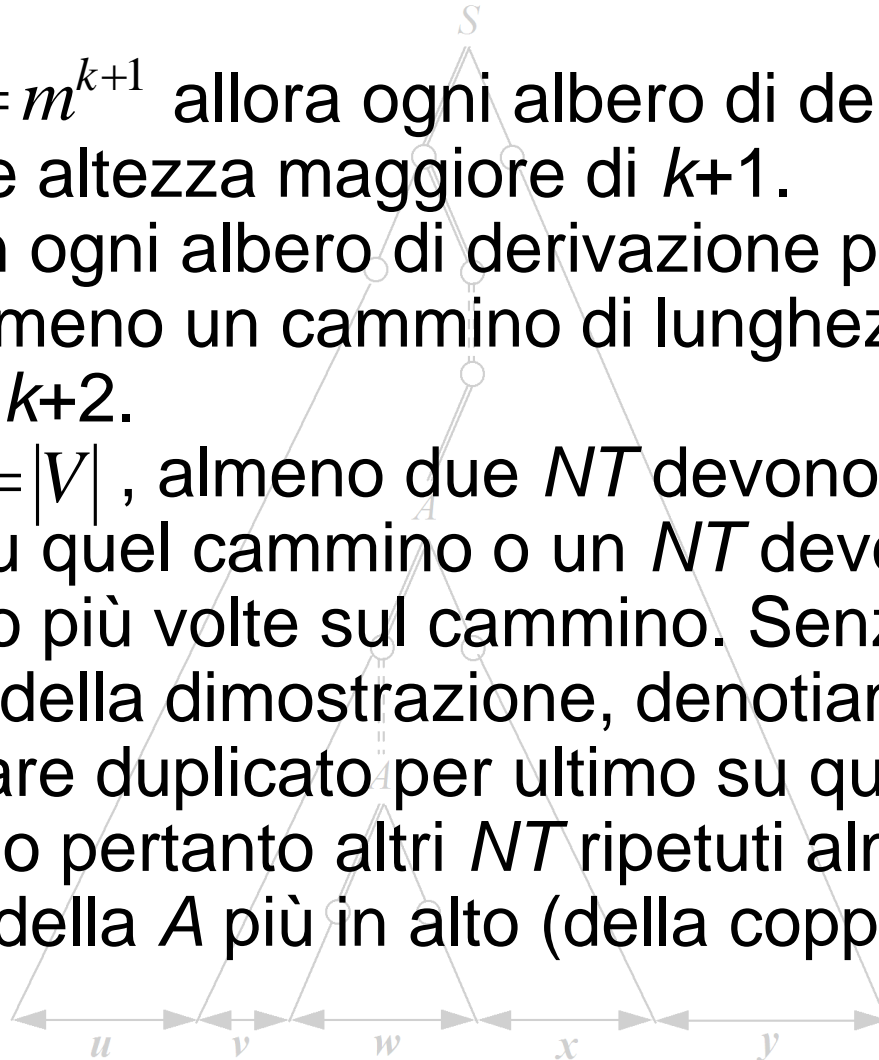 S
= m^{k+1} allora ogni albero di de
e altezza maggiore di k+1.
n ogni albero di derivazione p
meno un cammino di lunghez
k+2.
=|V| , almeno due NT devono
A
u quel cammino o un NT deve
o più volte sul cammino. Senz
della dimostrazione, denotiam
A
are duplicato per ultimo su qu
o pertanto altri NT ripetuti alm
della A più in alto (della copp
u v w x y